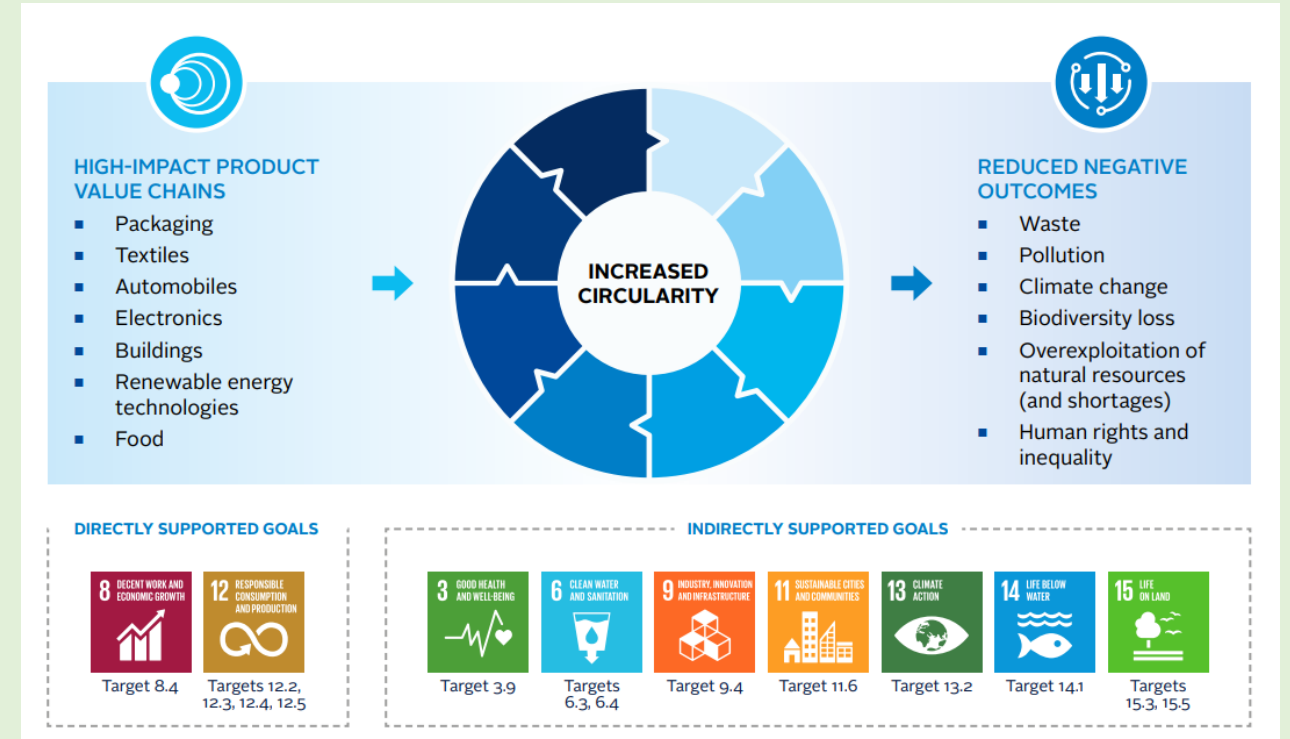 HIGH-IMPACT PRODUCT
VALUE CHAINS
▪ Packaging
▪ Textiles
▪ Automobiles
▪ Electronics
▪ Buildings
▪ Renewable energy
technologies
▪ Food
INCREASED
CIRCULARITY
REDUCED NEGATIVE
OUTCOMES
▪ Waste
▪ Pollution
▪ Climate change
▪ Biodiversity loss
▪ Overexploitation of
natural resources
(and shortages)
▪ Human rights and
inequality
DIRECTLY SUPPORTED GOALS
8 DECENT WORK AND
ECONOMIC GROWTH
Target 8.4
12 RESPONSIBLE
CONSUMPTION
AND PRODUCTION
Targets 12.2,
12.3, 12.4, 12.5
INDIRECTLY SUPPORTED GOALS
3 GOOD HEALTH
AND WELL-BEING
Target 3.9
6 CLEAN WATER
AND SANITATION
Targets
6.3, 6.4
9 INDUSTRY, INNOVATION
AND INFRASTRUCTURE
Target 9.4
11 SUSTAINABLE CITIES
AND COMMUNITIES
Target 11.6
13 CLIMATE
ACTION
Target 13.2
14 LIFE BELOW
WATER
Target 14.1
15 LIFE
ON LAND
Targets
15.3, 15.5